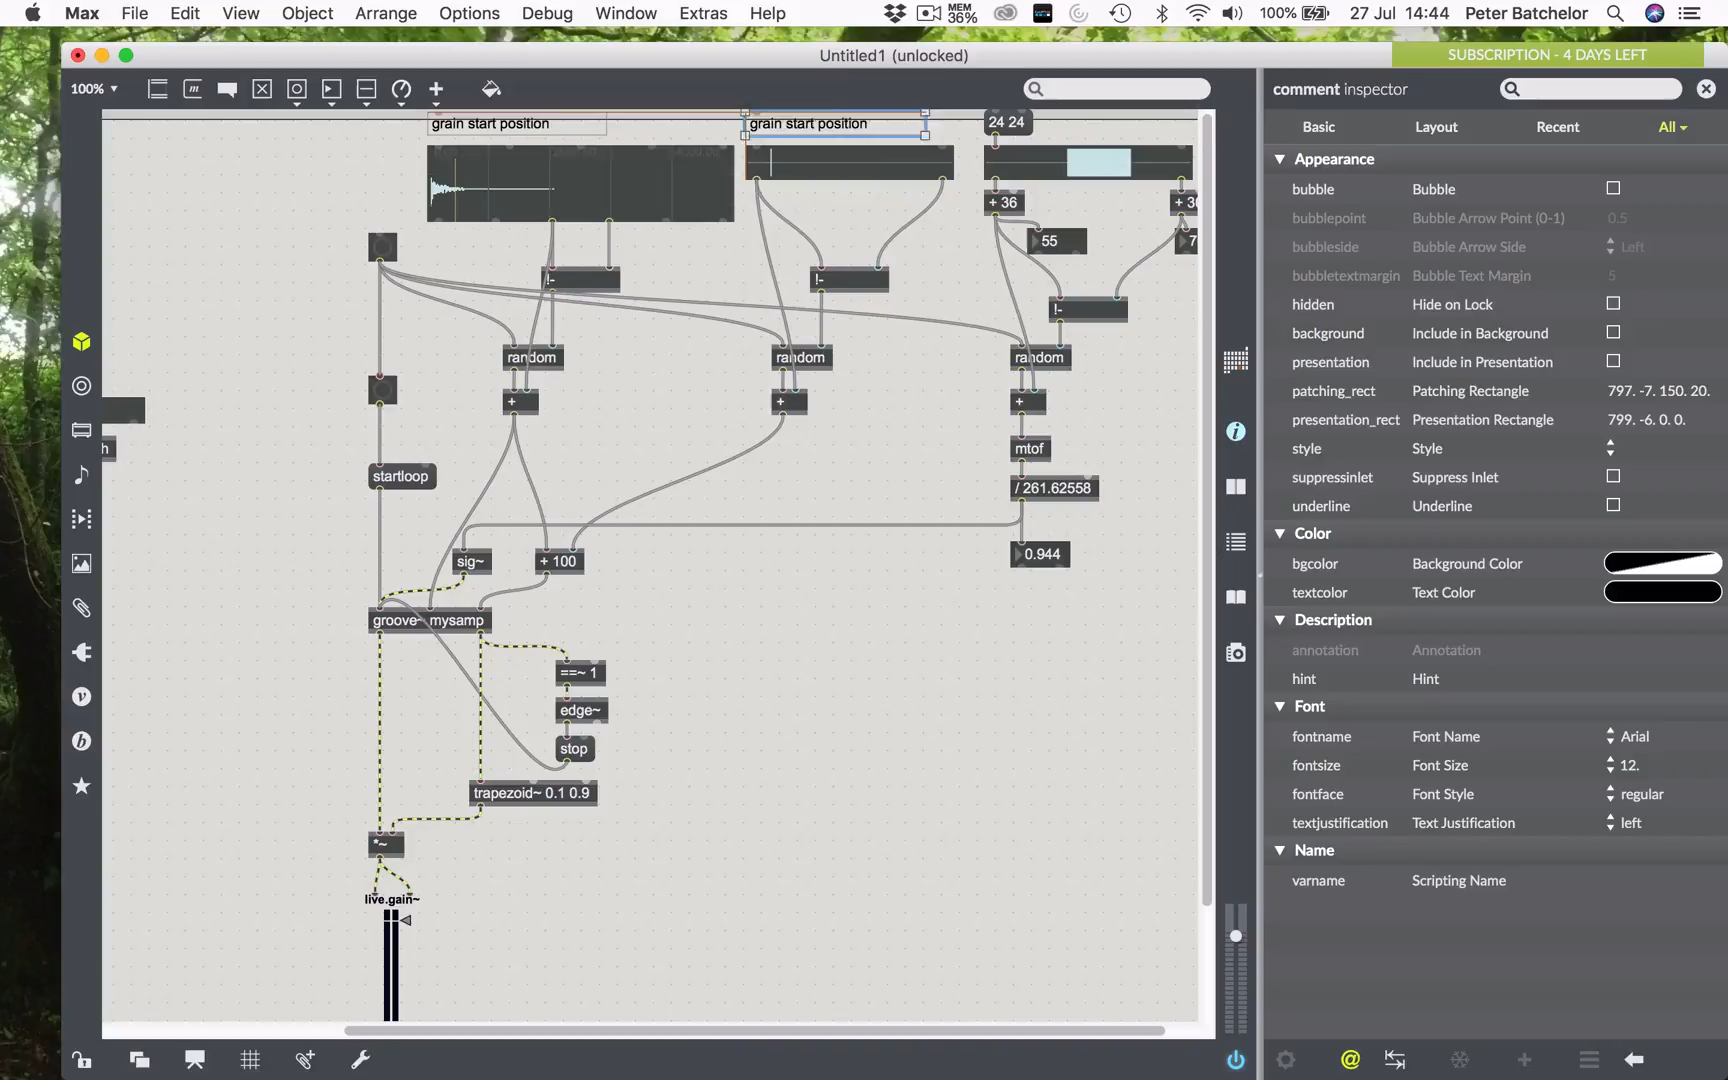 Max File Edit View Object Arrange Options Debug Window Extras Help
MEM 36% 100% 27 Jul 14:44 Peter Batchelor
Untitled1 (unlocked)
SUBSCRIPTION - 4 DAYS LEFT
100%
m
comment inspector
Basic Layout Recent All
grain start position
grain start position
24 24
+ 36
+ 3
55
7
!-
!-
!-
random
random
random
+
+
+
h
mtof
startloop
/ 261.62558
0.944
sig~
+ 100
groove~ mysamp
==~ 1
edge~
stop
trapezoid~ 0.1 0.9
*~
live.gain~
Appearance
bubble Bubble
bubblepoint Bubble Arrow Point (0-1) 0.5
bubbleside Bubble Arrow Side Left
bubbletextmargin Bubble Text Margin 5
hidden Hide on Lock
background Include in Background
presentation Include in Presentation
patching_rect Patching Rectangle 797. -7. 150. 20.
presentation_rect Presentation Rectangle 799. -6. 0. 0.
style Style
suppressinlet Suppress Inlet
underline Underline
Color
bgcolor Background Color
textcolor Text Color
Description
annotation Annotation
hint Hint
Font
fontname Font Name Arial
fontsize Font Size 12.
fontface Font Style regular
textjustification Text Justification left
Name
varname Scripting Name